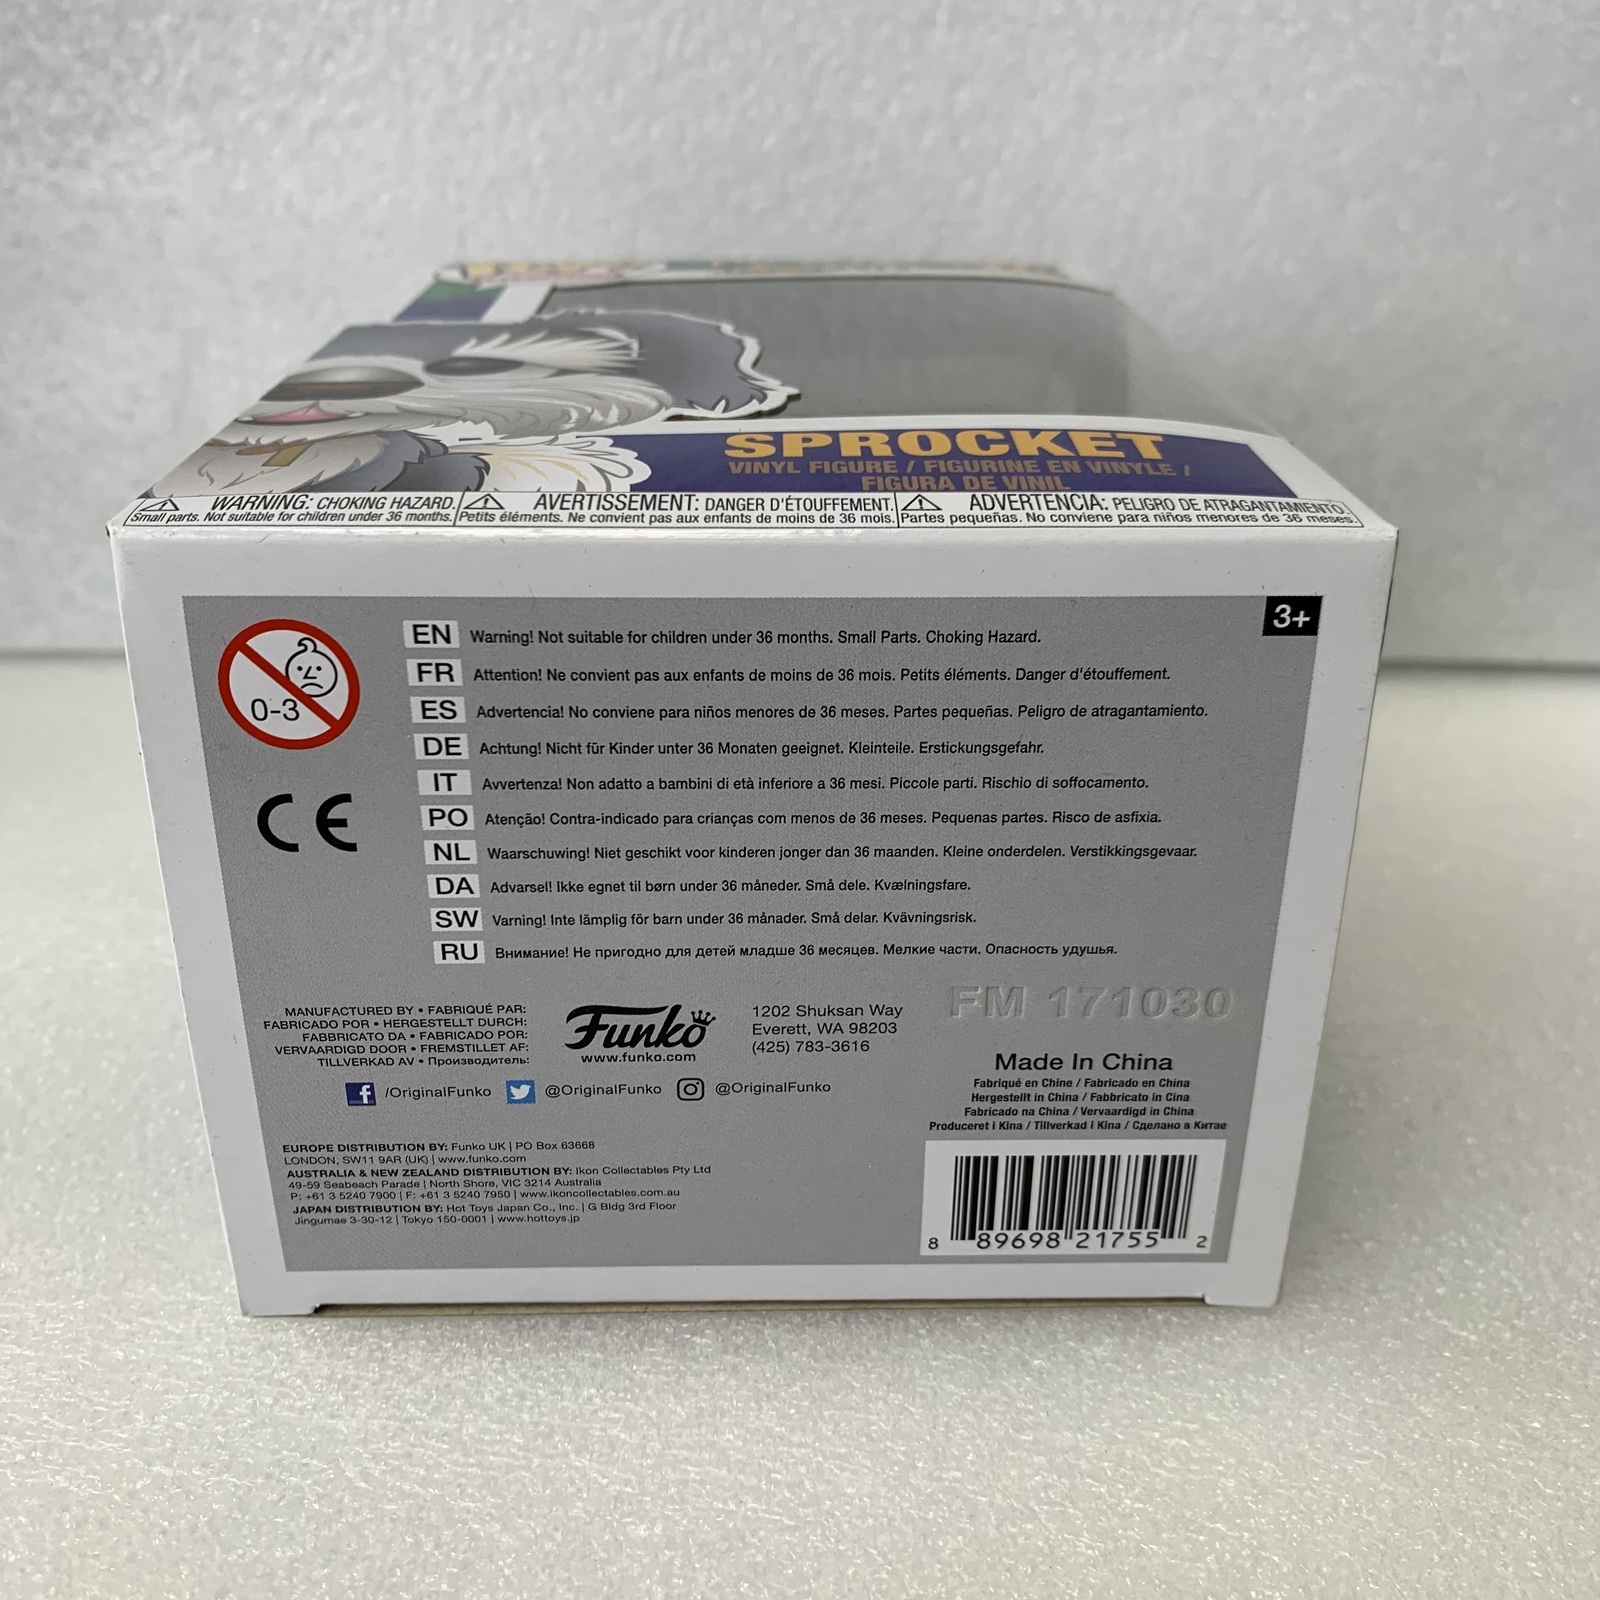 SPROCKET
VINYL FIGURE / FIGURINE EN VINYLE /
FIGURA DE VINIL
WARNING: CHOKING HAZARD.
Small parts. Not suitable for children under 36 months.
AVERTISSEMENT: DANGER D'ÉTOUFFEMENT.
Petits éléments. Ne convient pas aux enfants de moins de 36 mois.
ADVERTENCIA: PELIGRO DE ATRAGANTAMIENTO.
Partes pequeñas. No conviene para niños menores de 36 meses.
3+
0-3
CE
EN Warning! Not suitable for children under 36 months. Small Parts. Choking Hazard.
FR Attention! Ne convient pas aux enfants de moins de 36 mois. Petits éléments. Danger d'étouffement.
ES Advertencia! No conviene para niños menores de 36 meses. Partes pequeñas. Peligro de atragantamiento.
DE Achtung! Nicht für Kinder unter 36 Monaten geeignet. Kleinteile. Erstickungsgefahr.
IT Avvertenza! Non adatto a bambini di età inferiore a 36 mesi. Piccole parti. Rischio di soffocamento.
PO Atenção! Contra-indicado para crianças com menos de 36 meses. Pequenas partes. Risco de asfixia.
NL Waarschuwing! Niet geschikt voor kinderen jonger dan 36 maanden. Kleine onderdelen. Verstikkingsgevaar.
DA Advarsel! Ikke egnet til børn under 36 måneder. Små dele. Kvælningsfare.
SW Varning! Inte lämplig för barn under 36 månader. Små delar. Kvävningsrisk.
RU Внимание! Не пригодно для детей младше 36 месяцев. Мелкие части. Опасность удушья.
MANUFACTURED BY • FABRIQUÉ PAR:
FABRICADO POR • HERGESTELLT DURCH:
FABBRICATO DA • FABRICADO POR:
VERVAARDIGD DOOR • FREMSTILLET AF:
TILLVERKAD AV • Производитель:
Funko
www.funko.com
1202 Shuksan Way
Everett, WA 98203
(425) 783-3616
FM 171030
/OriginalFunko @OriginalFunko @OriginalFunko
Made In China
Fabriqué en Chine / Fabricado en China
Hergestellt in China / Fabbricato in Cina
Fabricado na China / Vervaardigd in China
Produceret i Kina / Tillverkad i Kina / Сделано в Китае
EUROPE DISTRIBUTION BY: Funko UK | PO Box 63668
LONDON, SW11 9AR (UK) | www.funko.com
AUSTRALIA & NEW ZEALAND DISTRIBUTION BY: Ikon Collectables Pty Ltd
49-59 Seabeach Parade | North Shore, VIC 3214 Australia
P: +61 3 5240 7900 | F: +61 3 5240 7950 | www.ikoncollectables.com.au
JAPAN DISTRIBUTION BY: Hot Toys Japan Co., Inc. | G Bldg 3rd Floor
Jingumae 3-30-12 | Tokyo 150-0001 | www.hottoys.jp
8 89698 21755 2